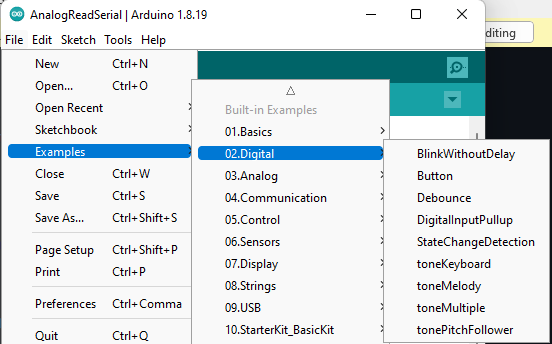 AnalogReadSerial | Arduino 1.8.19
diting
File Edit Sketch Tools Help
New Ctrl+N
Open... Ctrl+O
Open Recent
Sketchbook
Examples
Close Ctrl+W
Save Ctrl+S
Save As... Ctrl+Shift+S
Page Setup Ctrl+Shift+P
Print Ctrl+P
Preferences Ctrl+Comma
Quit Ctrl+Q
Built-in Examples
01.Basics
02.Digital
03.Analog
04.Communication
05.Control
06.Sensors
07.Display
08.Strings
09.USB
10.StarterKit_BasicKit
BlinkWithoutDelay
Button
Debounce
DigitalInputPullup
StateChangeDetection
toneKeyboard
toneMelody
toneMultiple
tonePitchFollower